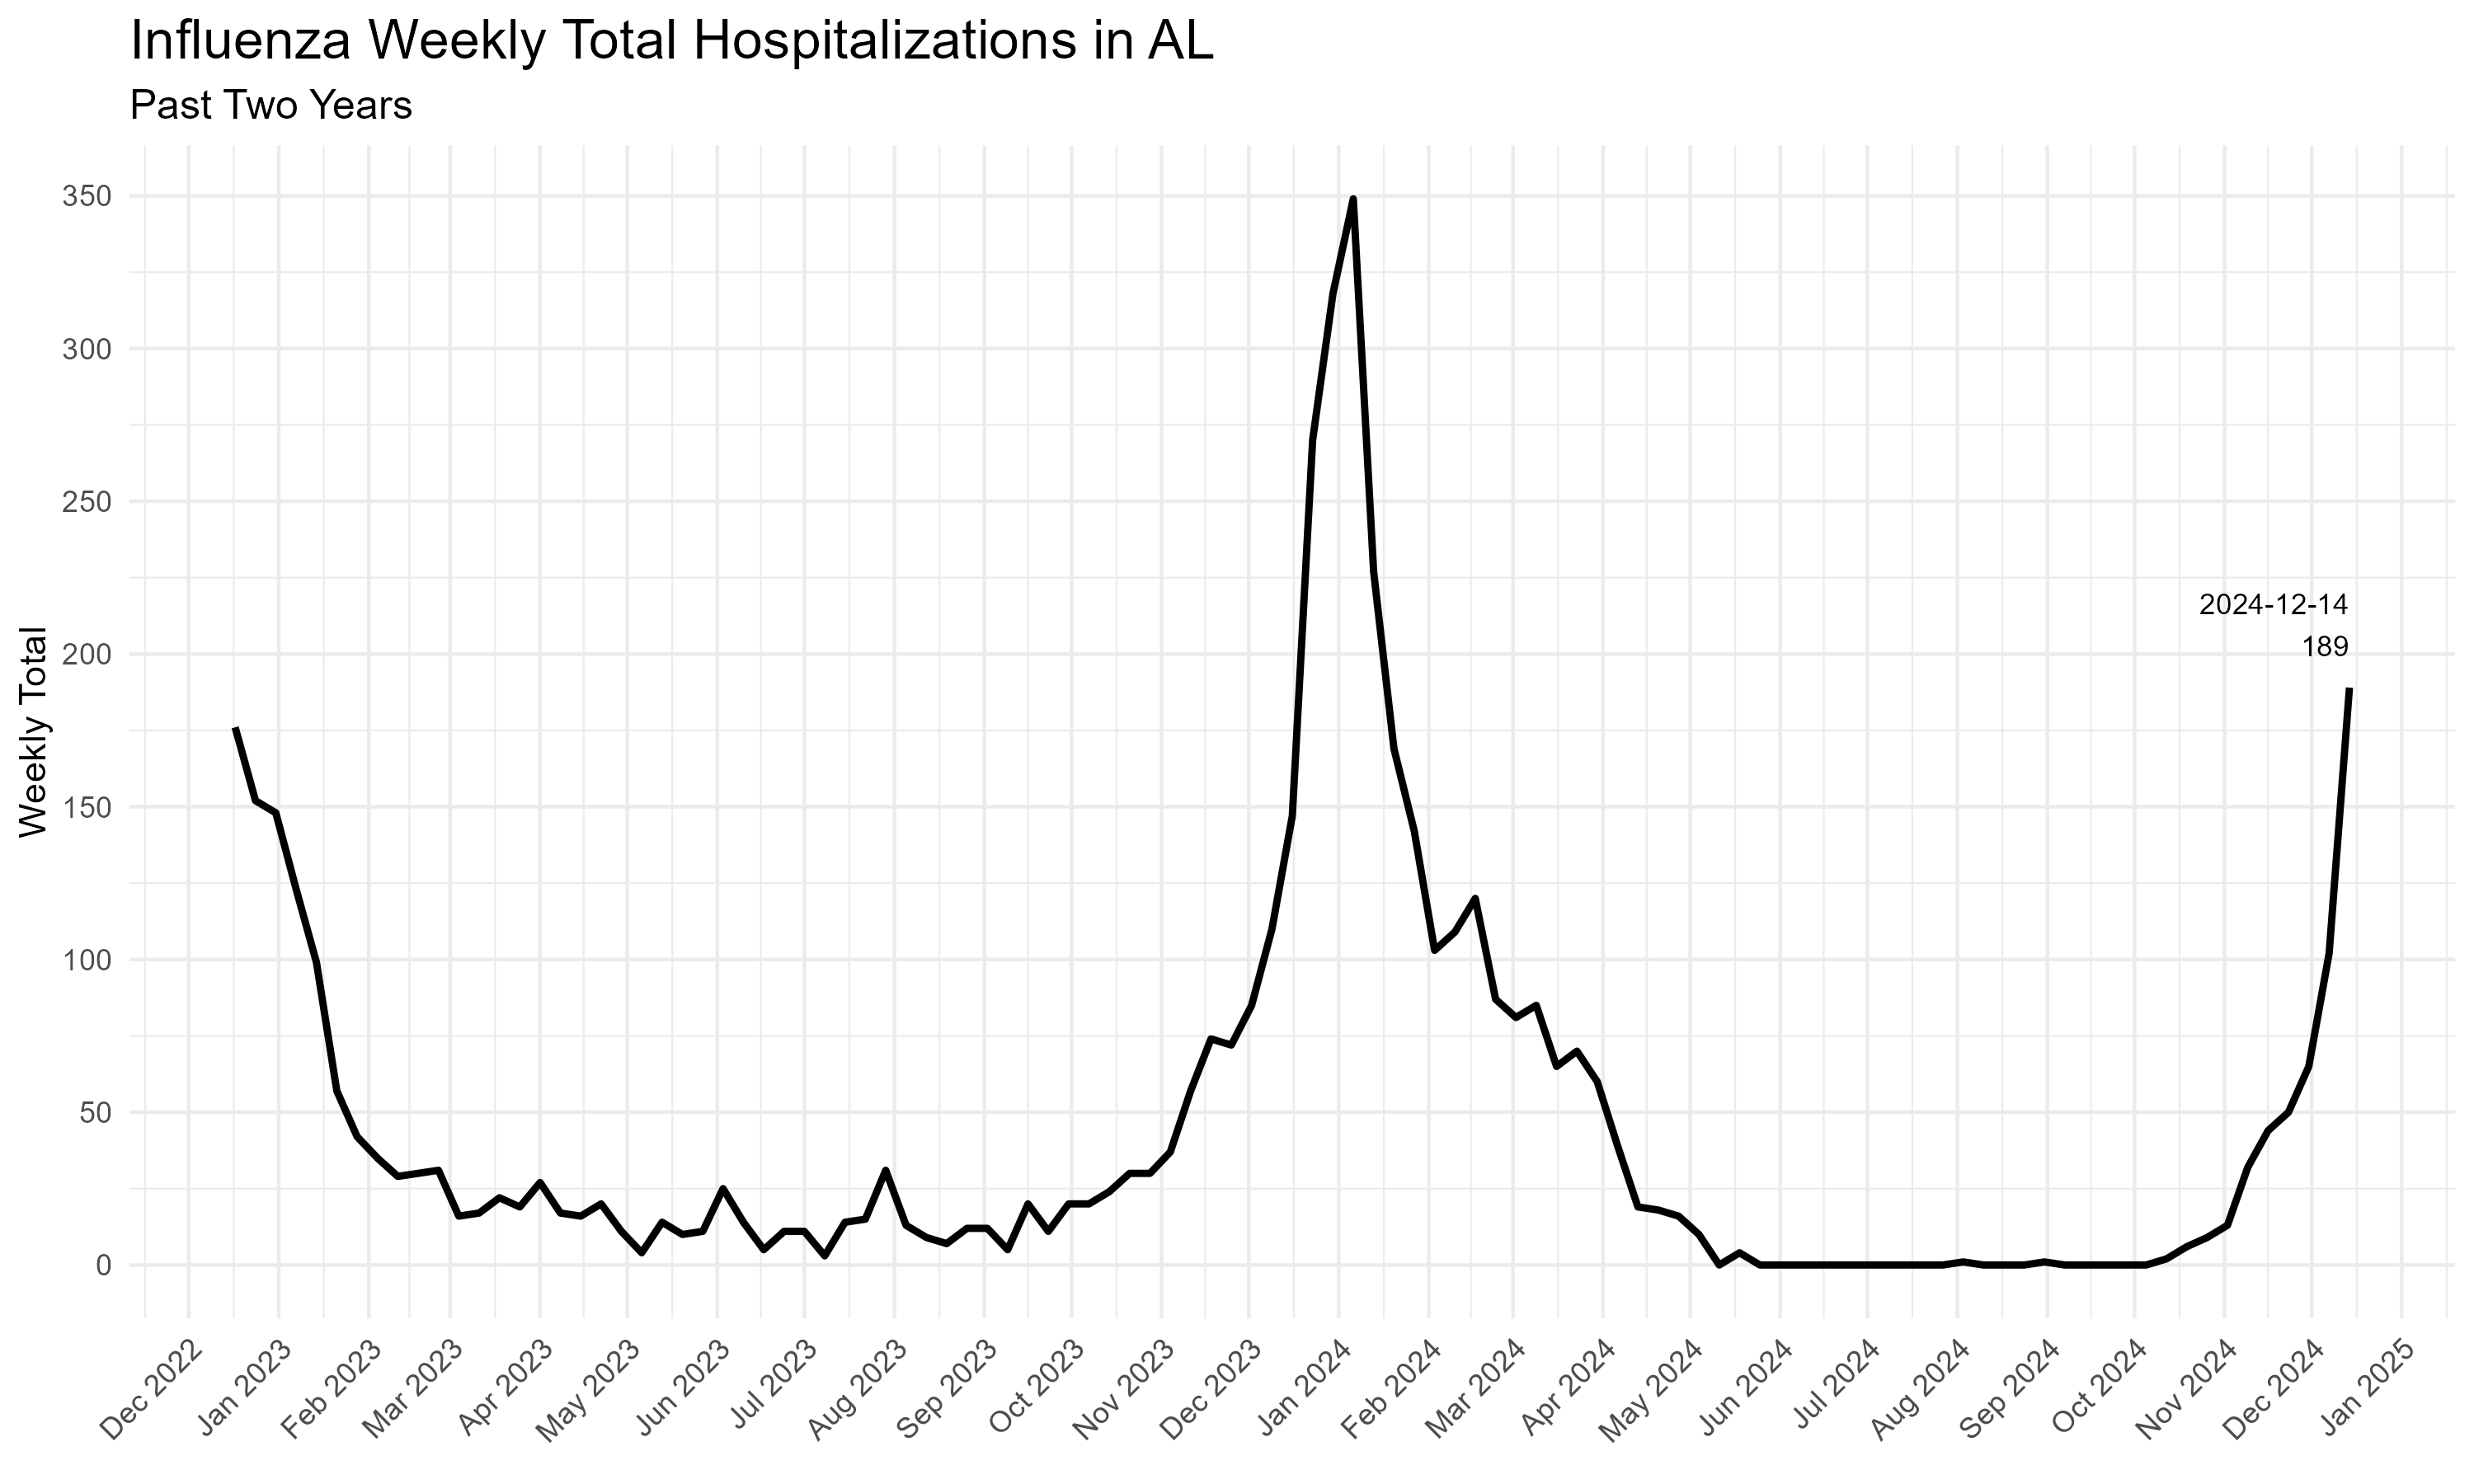 Influenza Weekly Total Hospitalizations in AL
Past Two Years
Weekly Total
350
300
250
200
150
100
50
0
2024-12-14
189
Dec 2022
Jan 2023
Feb 2023
Mar 2023
Apr 2023
May 2023
Jun 2023
Jul 2023
Aug 2023
Sep 2023
Oct 2023
Nov 2023
Dec 2023
Jan 2024
Feb 2024
Mar 2024
Apr 2024
May 2024
Jun 2024
Jul 2024
Aug 2024
Sep 2024
Oct 2024
Nov 2024
Dec 2024
Jan 2025